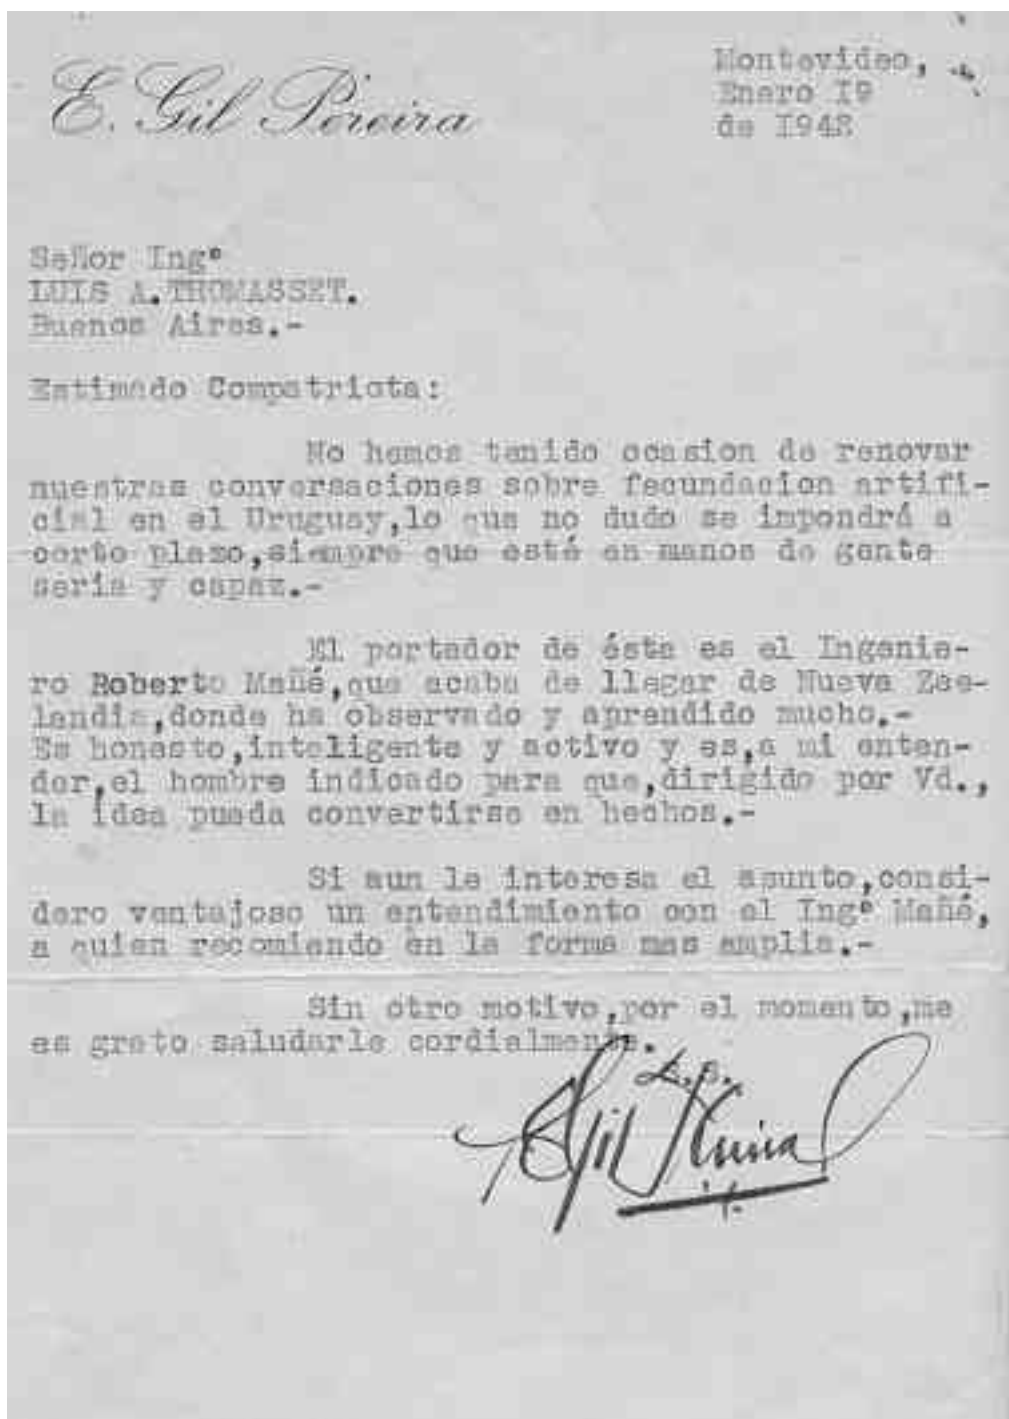 E. Gil Pereira
Montevideo,
Enero I9
de I948
Señor Ingº
LUIS A. THOMASSET.
Buenos Aires.-
Estimado Compatriota:
No hemos tenido ocasion de renovar
nuestras conversaciones sobre fecundacion artifi-
cial en el Uruguay,lo que no dudo se impondrá a
corto plazo,siempre que esté en manos de gente
seria y capaz.-
El portador de ésta es el Ingenie-
ro Roberto Mañé,que acaba de llegar de Nueva Zee-
landia,donde ha observado y aprendido mucho.-
Es honesto,inteligente y activo y es,a mi enten-
der,el hombre indicado para que,dirigido por Vd.,
la idea pueda convertirse en hechos.-
Si aun le interesa el asunto,consi-
dero ventajoso un entendimiento con el Ingº Mañé,
a quien recomiendo en la forma mas amplia.-
Sin otro motivo,por el momento,me
es grato saludarle cordialmente.
E Gil Pereira